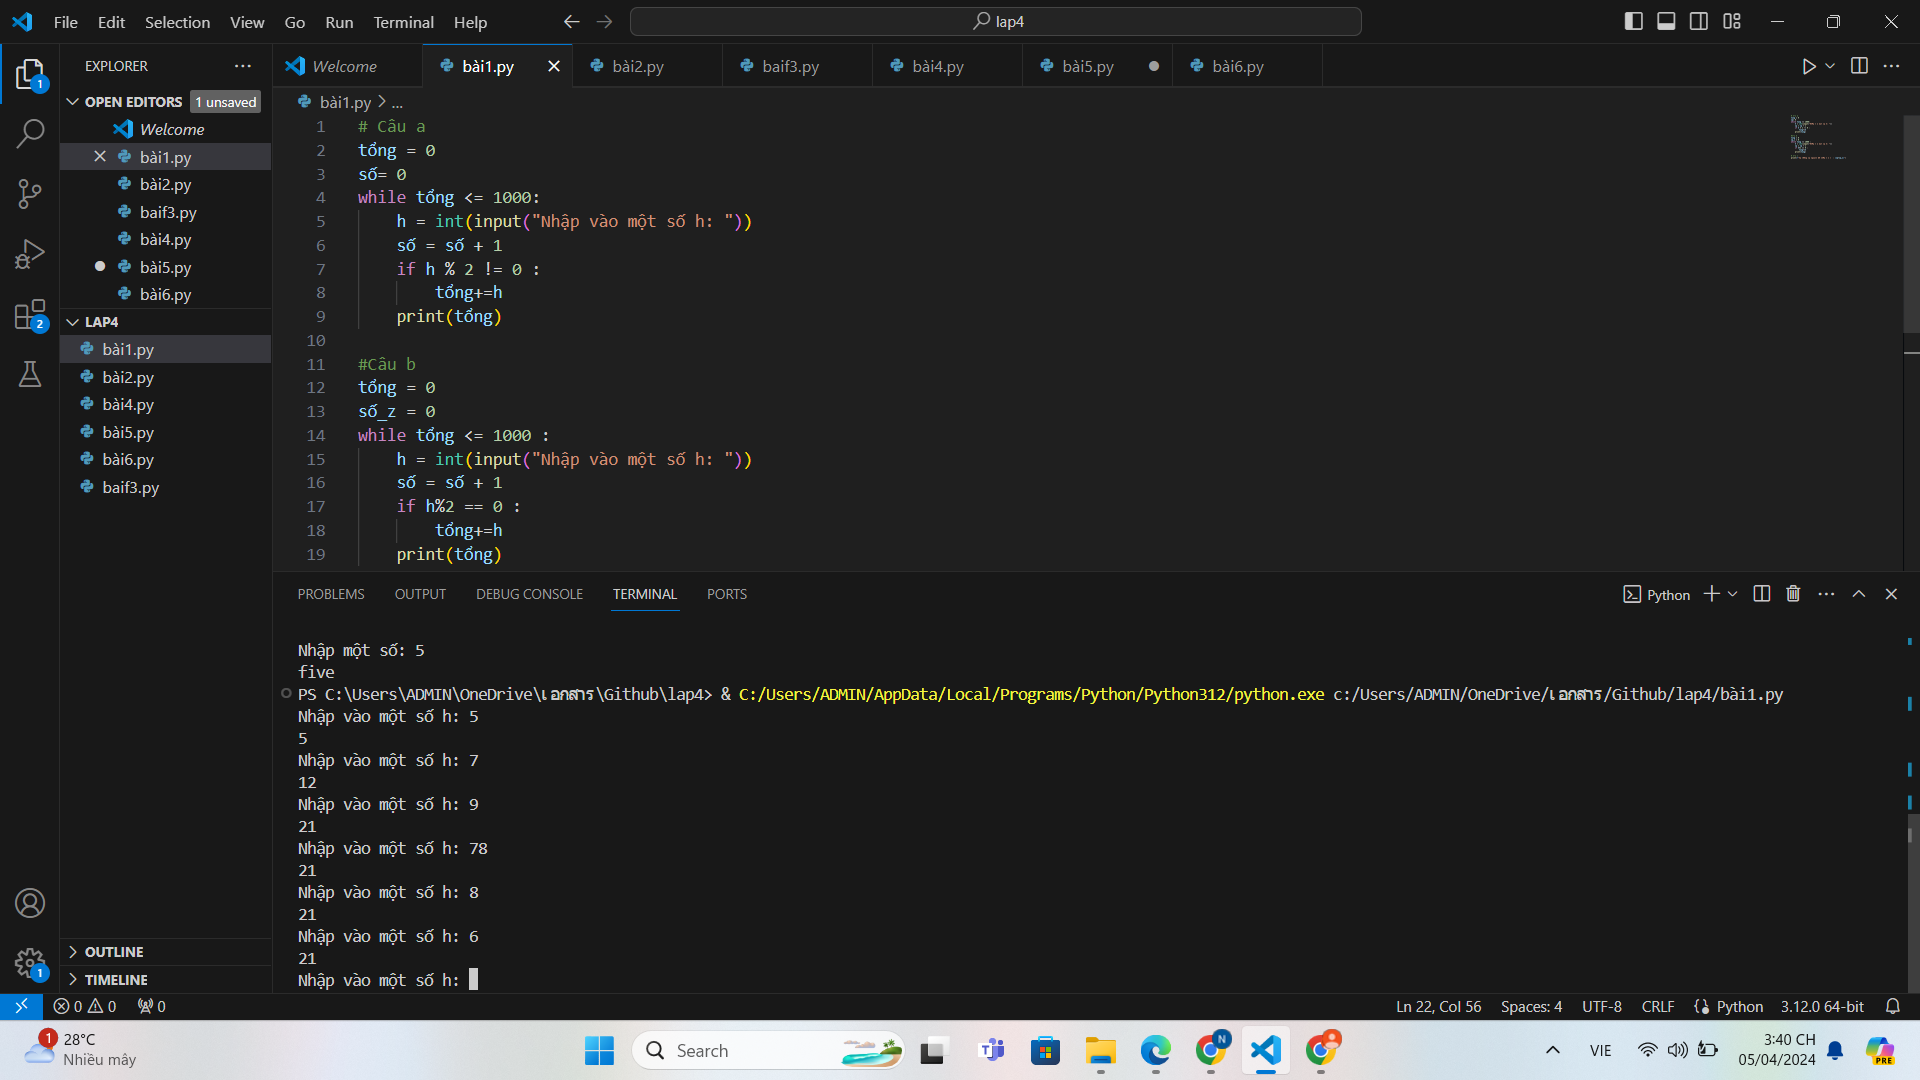 File Edit Selection View Go Run Terminal Help
lap4
EXPLORER
OPEN EDITORS 1 unsaved
Welcome
bài1.py
bài2.py
baif3.py
bài4.py
bài5.py
bài6.py
LAP4
bài1.py
bài2.py
bài4.py
bài5.py
bài6.py
baif3.py
OUTLINE
TIMELINE
1
2
1
Welcome bài1.py bài2.py baif3.py bài4.py bài5.py bài6.py
bài1.py > ...
1 # Câu a
2 tổng = 0
3 số= 0
4 while tổng <= 1000:
5 h = int(input("Nhập vào một số h: "))
6 số = số + 1
7 if h % 2 != 0 :
8 tổng+=h
9 print(tổng)
10
11 #Câu b
12 tổng = 0
13 số_z = 0
14 while tổng <= 1000 :
15 h = int(input("Nhập vào một số h: "))
16 số = số + 1
17 if h%2 == 0 :
18 tổng+=h
19 print(tổng)
PROBLEMS OUTPUT DEBUG CONSOLE TERMINAL PORTS
Python
Nhập một số: 5
five
PS C:\Users\ADMIN\OneDrive\เอกสาร\Github\lap4> & C:/Users/ADMIN/AppData/Local/Programs/Python/Python312/python.exe c:/Users/ADMIN/OneDrive/เอกสาร/Github/lap4/bài1.py
Nhập vào một số h: 5
5
Nhập vào một số h: 7
12
Nhập vào một số h: 9
21
Nhập vào một số h: 78
21
Nhập vào một số h: 8
21
Nhập vào một số h: 6
21
Nhập vào một số h:
0 0 0
Ln 22, Col 56 Spaces: 4 UTF-8 CRLF Python 3.12.0 64-bit
1
28°C
Nhiều mây
Search
N
VIE
3:40 CH
05/04/2024
PRE